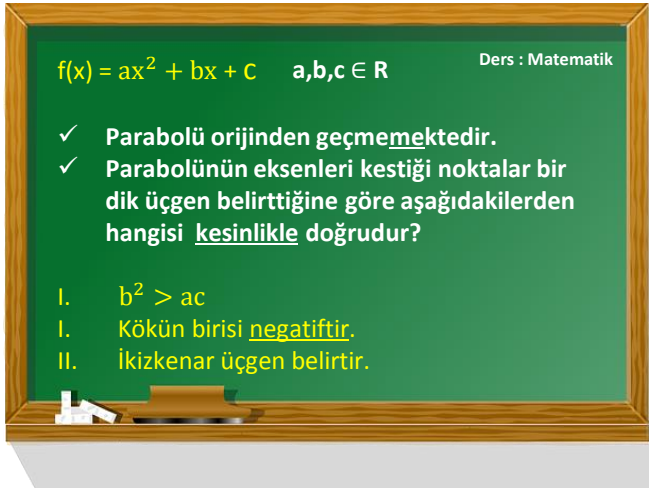 f(x) = ax² + bx + C a,b,c ∈ R
Ders : Matematik
✓ Parabolü orijinden geçmemektedir.
✓ Parabolünün eksenleri kestiği noktalar bir
dik üçgen belirttiğine göre aşağıdakilerden
hangisi kesinlikle doğrudur?
I. b² > ac
I. Kökün birisi negatiftir.
II. İkizkenar üçgen belirtir.